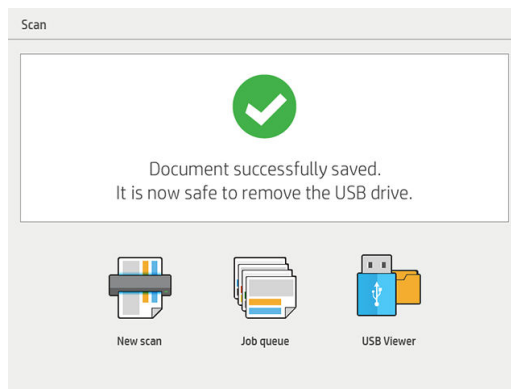 Scan
Document successfully saved.
It is now safe to remove the USB drive.
New scan
Job queue
USB Viewer